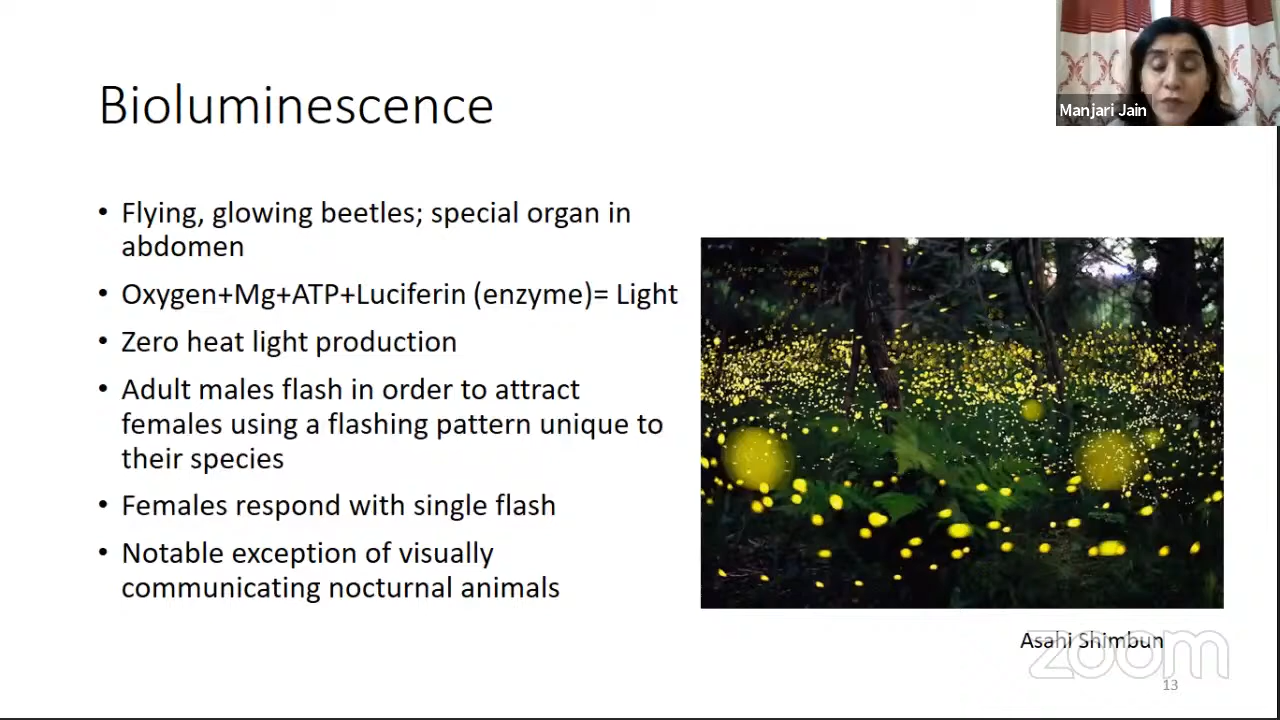 Bioluminescence
Manjari Jain
• Flying, glowing beetles; special organ in
abdomen
• Oxygen+Mg+ATP+Luciferin (enzyme)= Light
• Zero heat light production
• Adult males flash in order to attract
females using a flashing pattern unique to
their species
• Females respond with single flash
• Notable exception of visually
communicating nocturnal animals
Asahi Shimbun
zoom
13